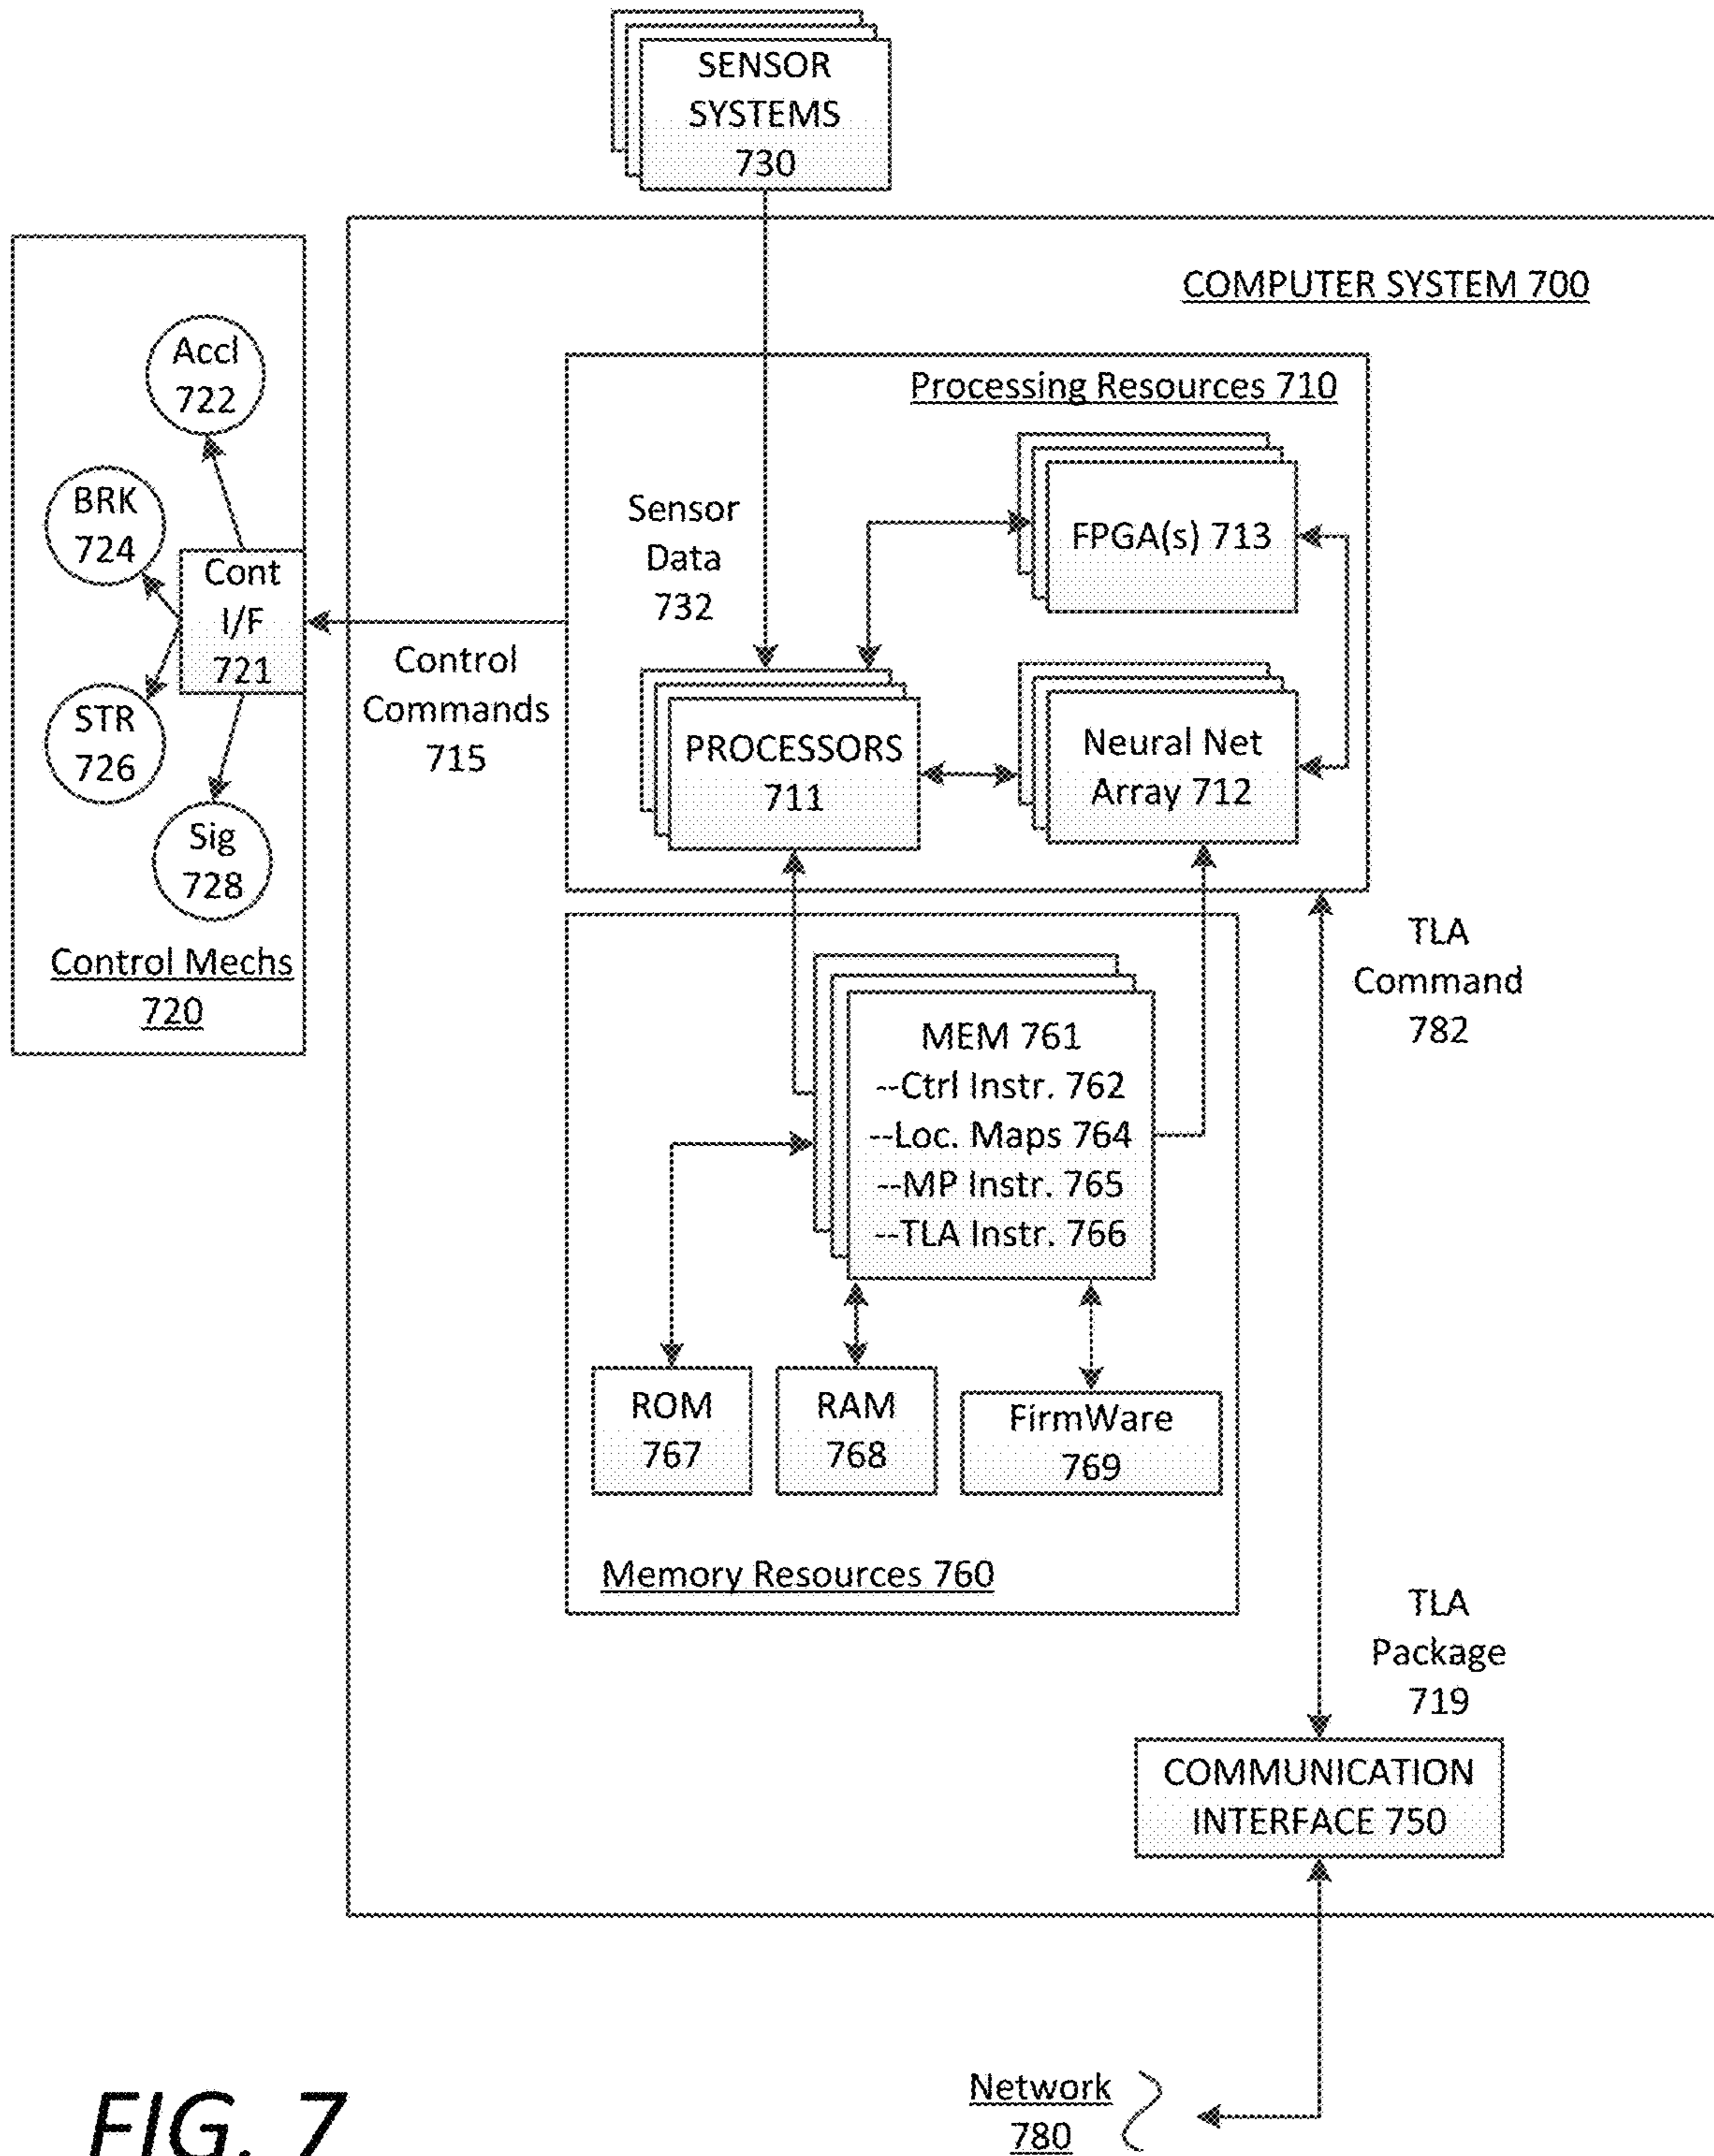 SENSOR
SYSTEMS
730
COMPUTER SYSTEM 700
Accl
722
BRK
724
Cont
I/F
721
STR
726
Sig
728
Control Mechs
720
Control
Commands
715
Processing Resources 710
Sensor
Data
732
FPGA(s) 713
PROCESSORS
711
Neural Net
Array 712
TLA
Command
782
MEM 761
--Ctrl Instr. 762
--Loc. Maps 764
--MP Instr. 765
--TLA Instr. 766
ROM
767
RAM
768
FirmWare
769
Memory Resources 760
TLA
Package
719
COMMUNICATION
INTERFACE 750
Network
780
FIG. 7